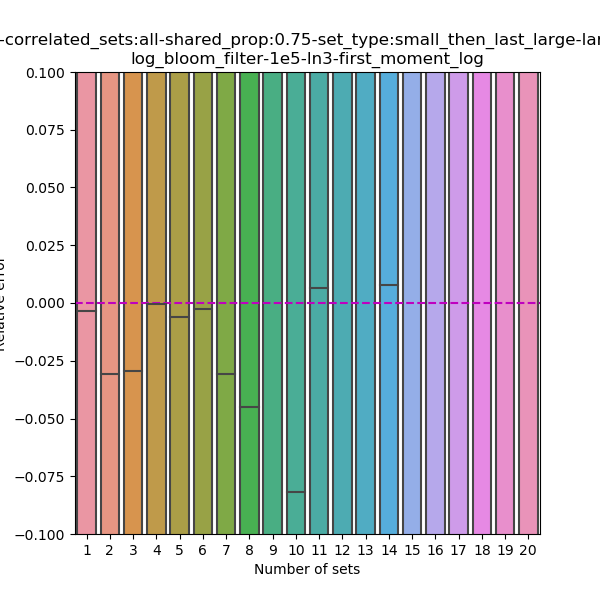 -correlated_sets:all-shared_prop:0.75-set_type:small_then_last_large-lar
log_bloom_filter-1e5-ln3-first_moment_log
0.100
0.075
0.050
0.025
0.000
−0.025
−0.050
−0.075
−0.100
Relative error
1 2 3 4 5 6 7 8 9 10 11 12 13 14 15 16 17 18 19 20
Number of sets